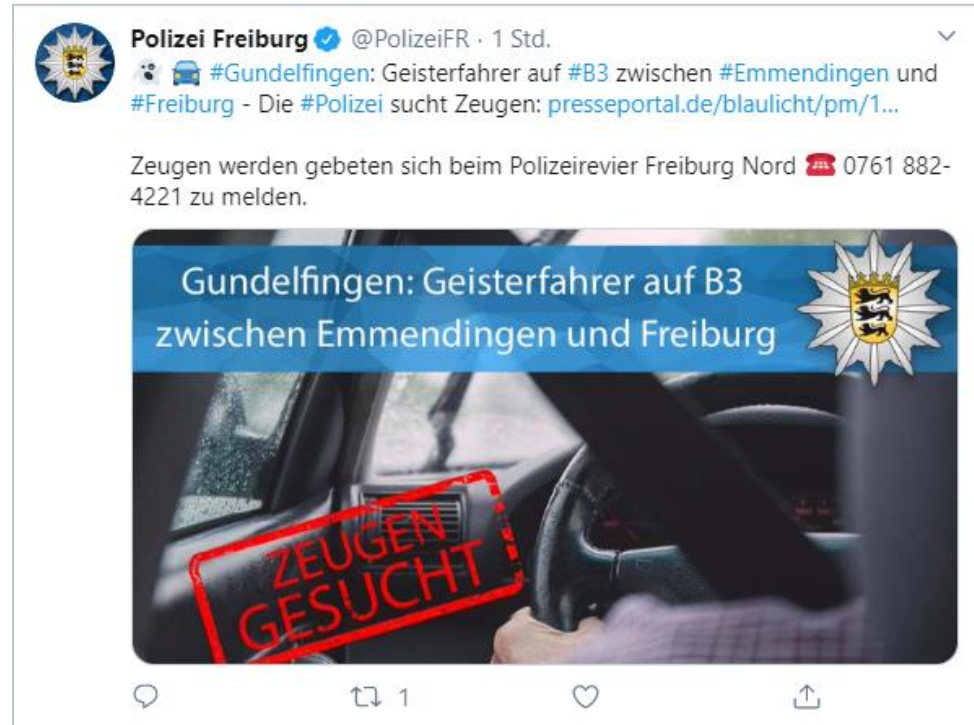 Polizei Freiburg @PolizeiFR · 1 Std.
👻 🚘 #Gundelfingen: Geisterfahrer auf #B3 zwischen #Emmendingen und
#Freiburg - Die #Polizei sucht Zeugen: presseportal.de/blaulicht/pm/1...
Zeugen werden gebeten sich beim Polizeirevier Freiburg Nord ☎️ 0761 882-
4221 zu melden.
Gundelfingen: Geisterfahrer auf B3
zwischen Emmendingen und Freiburg
ZEUGEN
GESUCHT
1